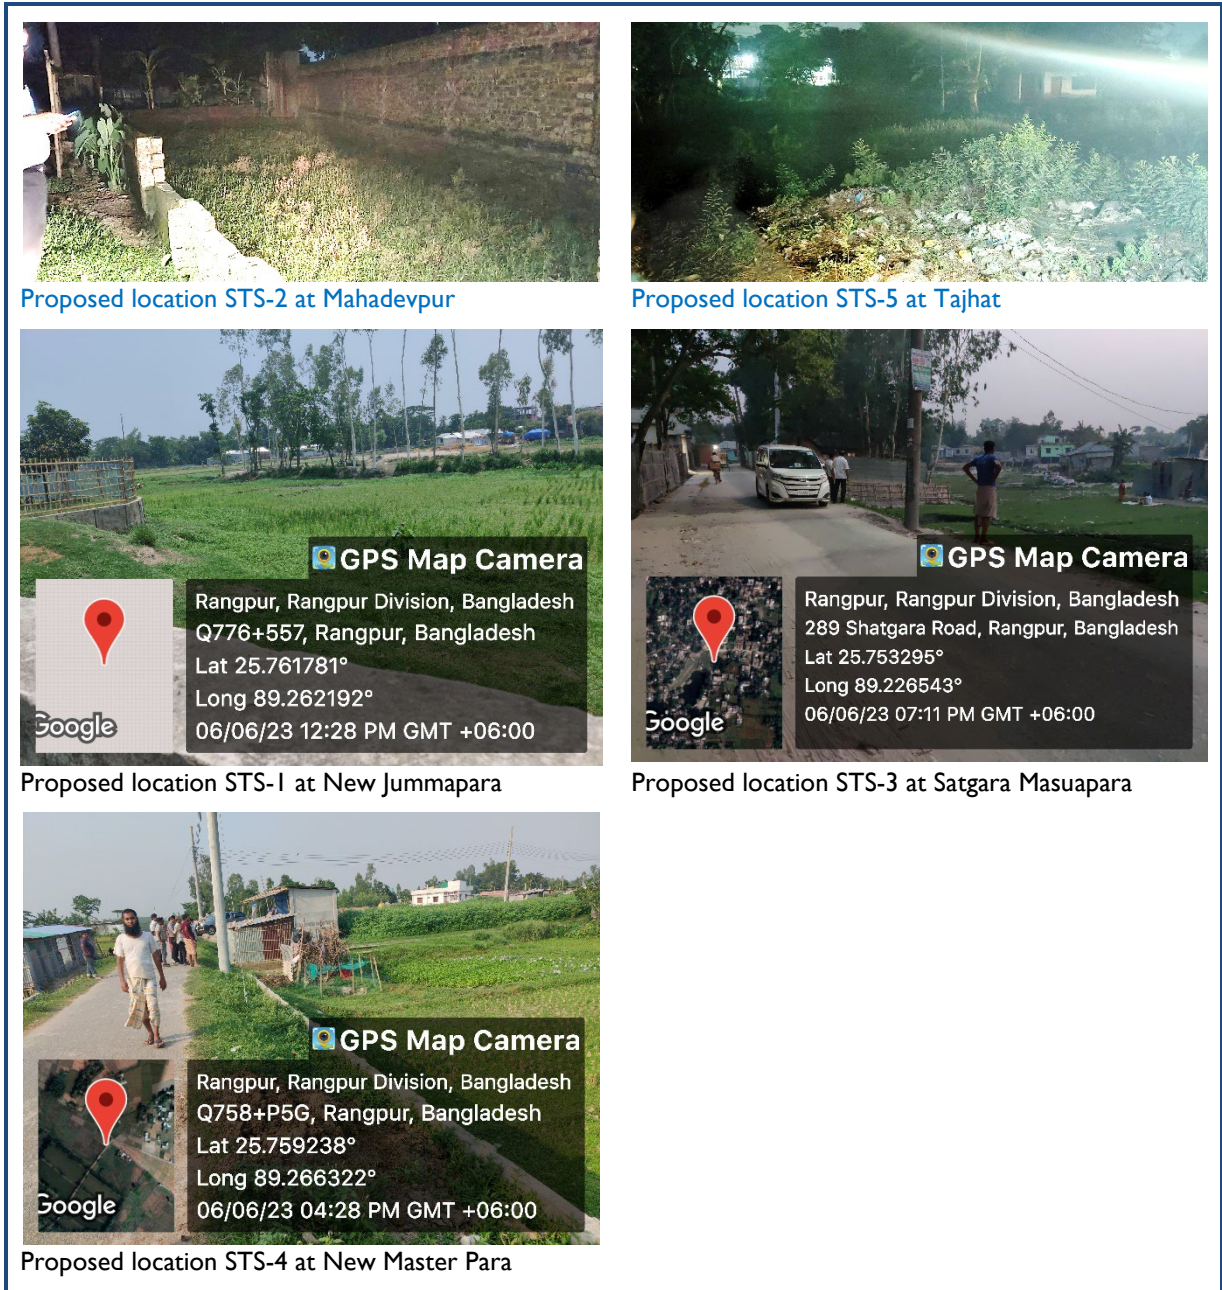 Proposed location STS-2 at Mahadevpur
Proposed location STS-5 at Tajhat
GPS Map Camera
Rangpur, Rangpur Division, Bangladesh
Q776+557, Rangpur, Bangladesh
Lat 25.761781°
Long 89.262192°
06/06/23 12:28 PM GMT +06:00
Google
Proposed location STS-1 at New Jummapara
GPS Map Camera
Rangpur, Rangpur Division, Bangladesh
289 Shatgara Road, Rangpur, Bangladesh
Lat 25.753295°
Long 89.226543°
06/06/23 07:11 PM GMT +06:00
Google
Proposed location STS-3 at Satgara Masuapara
GPS Map Camera
Rangpur, Rangpur Division, Bangladesh
Q758+P5G, Rangpur, Bangladesh
Lat 25.759238°
Long 89.266322°
06/06/23 04:28 PM GMT +06:00
Google
Proposed location STS-4 at New Master Para